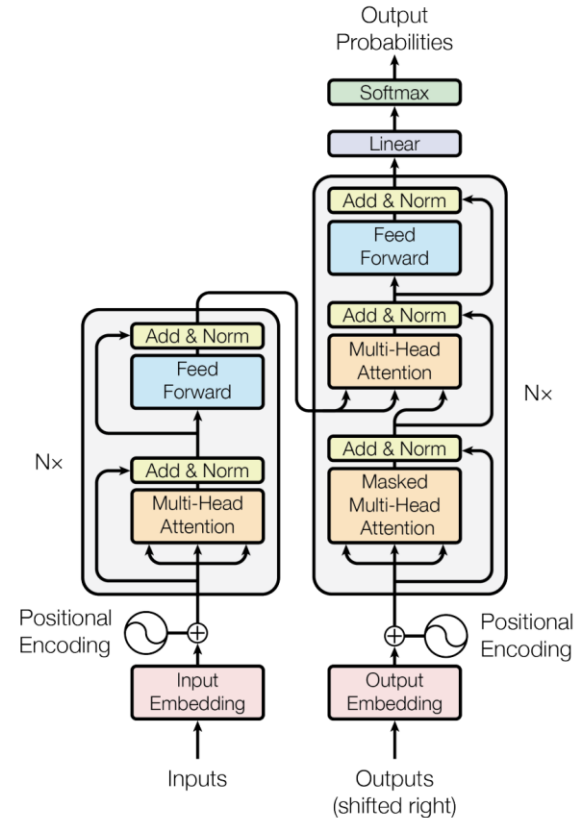 Output
Probabilities
Softmax
Linear
Add & Norm
Feed
Forward
Add & Norm
Multi-Head
Attention
Nx
Add & Norm
Masked
Multi-Head
Attention
Add & Norm
Feed
Forward
Nx
Add & Norm
Multi-Head
Attention
Positional
Encoding
Positional
Encoding
Input
Embedding
Output
Embedding
Inputs
Outputs
(shifted right)